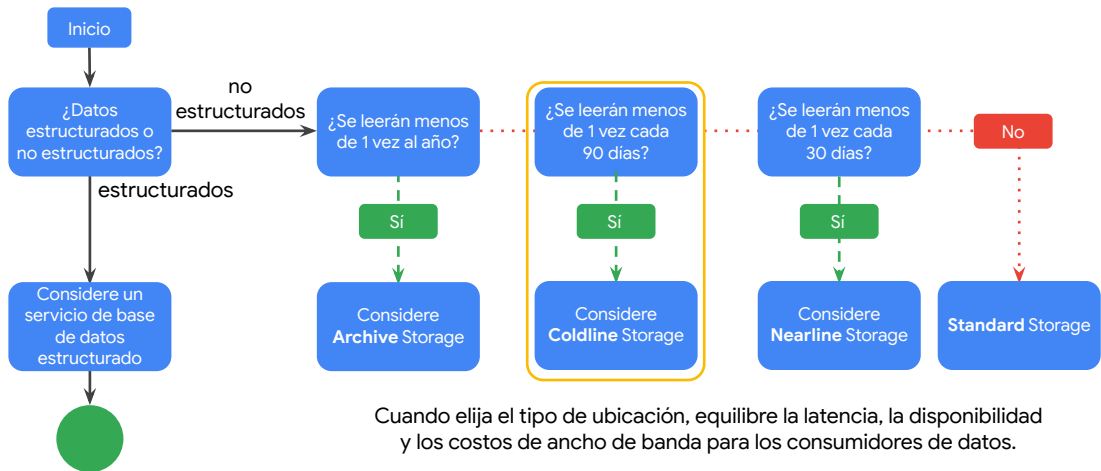 Inicio
¿Datos
estructurados o
no estructurados?
no
estructurados
¿Se leerán menos
de 1 vez al año?
¿Se leerán menos
de 1 vez cada
90 días?
¿Se leerán menos
de 1 vez cada
30 días?
No
estructurados
Sí
Sí
Sí
Considere un
servicio de base
de datos
estructurado
Considere
Archive Storage
Considere
Coldline Storage
Considere
Nearline Storage
Standard Storage
Cuando elija el tipo de ubicación, equilibre la latencia, la disponibilidad
y los costos de ancho de banda para los consumidores de datos.